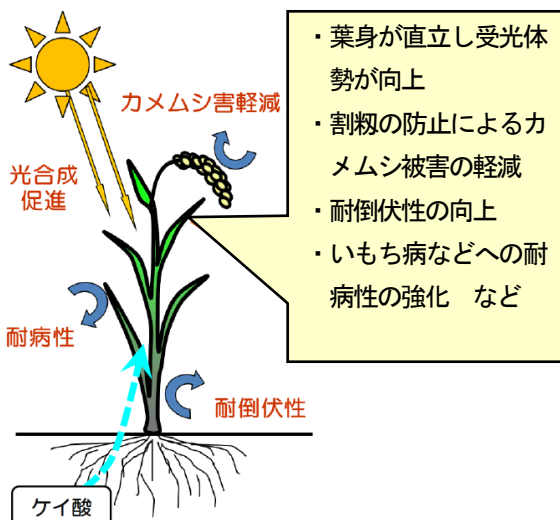 ・葉身が直立し受光体
勢が向上
・割籾の防止によるカ
メムシ被害の軽減
・耐倒伏性の向上
・いもち病などへの耐
病性の強化　など
カメムシ害軽減
光合成
促進
耐病性
耐倒伏性
ケイ酸